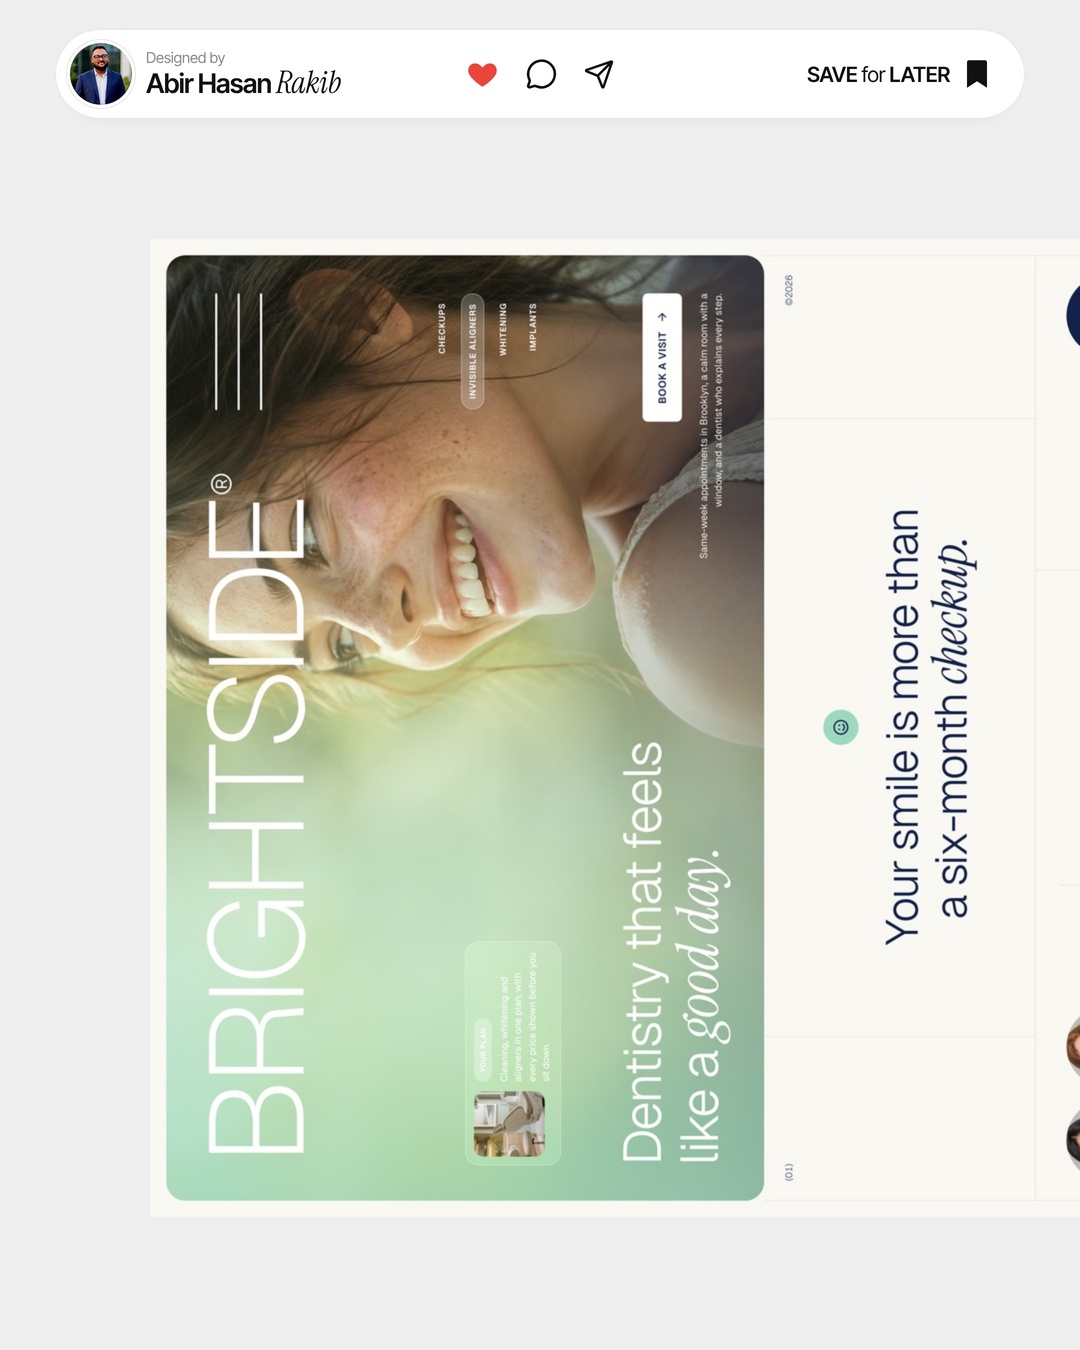 Designed by
Abir Hasan Rakib
SAVE for LATER
BRIGHTSIDE®
CHECKUPS
INVISIBLE ALIGNERS
WHITENING
IMPLANTS
YOUR PLAN
Cleaning, whitening and
aligners in one plan, with
every price shown before you
sit down.
Dentistry that feels
like a good day.
BOOK A VISIT →
Same-week appointments in Brooklyn, a calm room with a
window, and a dentist who explains every step.
(01)
©2026
Your smile is more than
a six-month checkup.